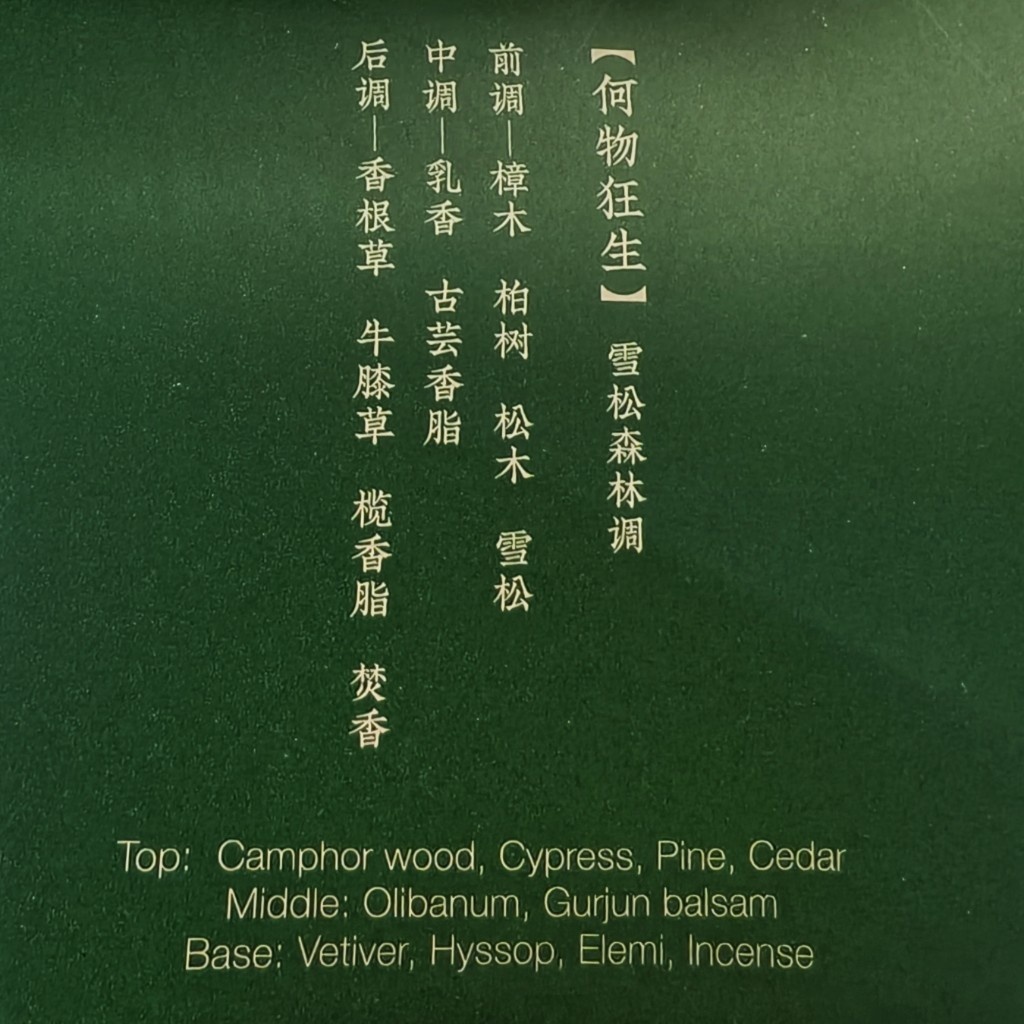 【何物狂生】 雪松森林调
前调—樟木 柏树 松木 雪松
中调—乳香 古芸香脂
后调—香根草 牛膝草 榄香脂 焚香
Top: Camphor wood, Cypress, Pine, Cedar
Middle: Olibanum, Gurjun balsam
Base: Vetiver, Hyssop, Elemi, Incense